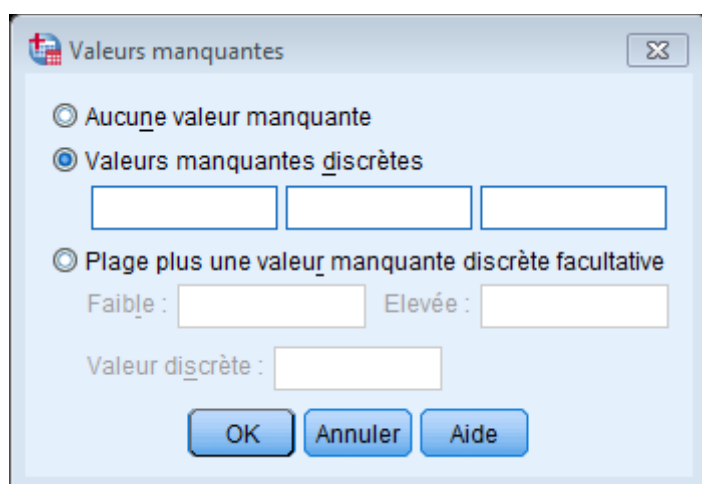 Valeurs manquantes
Aucune valeur manquante
Valeurs manquantes discrètes
Plage plus une valeur manquante discrète facultative
Faible : Elevée :
Valeur discrète :
OK Annuler Aide